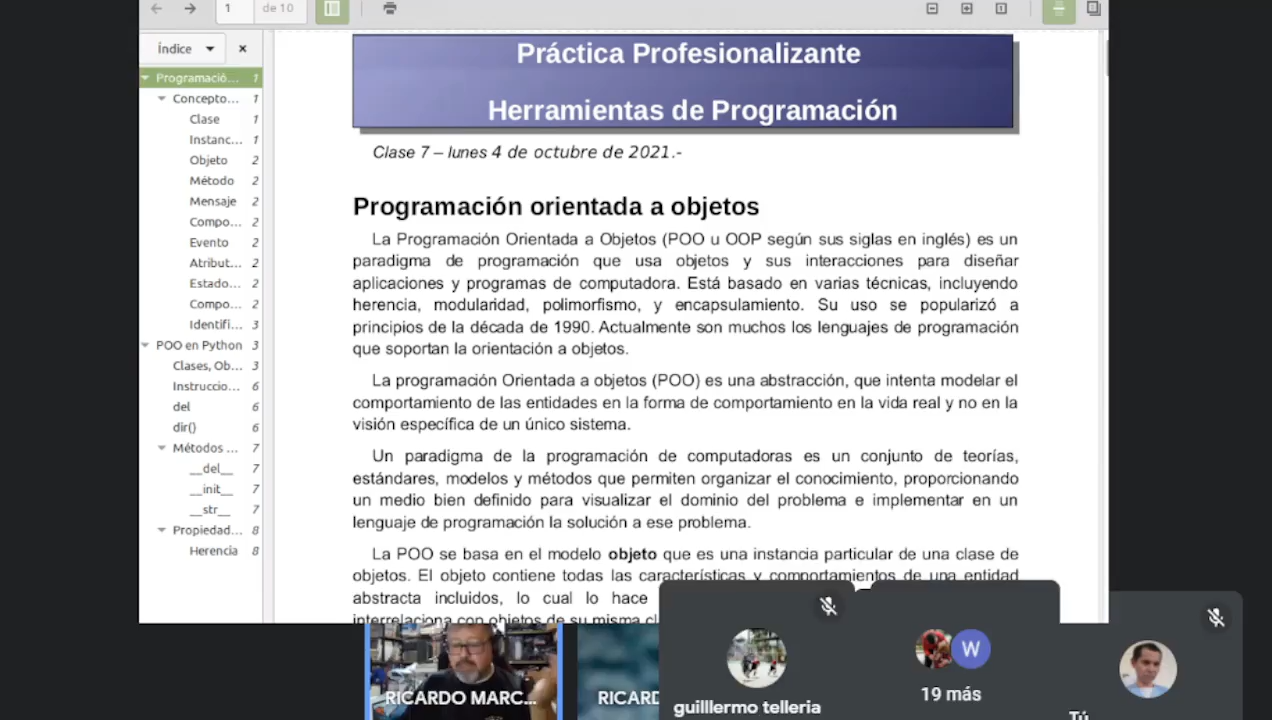 1
de 10
Índice
Programació... 1
Concepto... 1
Clase 1
Instanc... 1
Objeto 2
Método 2
Mensaje 2
Compo... 2
Evento 2
Atribut... 2
Estado... 2
Compo... 2
Identifi... 3
POO en Python 3
Clases, Ob... 3
Instruccio... 6
del 6
dir() 6
Métodos ... 7
__del__ 7
__init__ 7
__str__ 7
Propiedad... 8
Herencia 8
Práctica Profesionalizante
Herramientas de Programación
Clase 7 – lunes 4 de octubre de 2021.-
Programación orientada a objetos
La Programación Orientada a Objetos (POO u OOP según sus siglas en inglés) es un
paradigma de programación que usa objetos y sus interacciones para diseñar
aplicaciones y programas de computadora. Está basado en varias técnicas, incluyendo
herencia, modularidad, polimorfismo, y encapsulamiento. Su uso se popularizó a
principios de la década de 1990. Actualmente son muchos los lenguajes de programación
que soportan la orientación a objetos.
La programación Orientada a objetos (POO) es una abstracción, que intenta modelar el
comportamiento de las entidades en la forma de comportamiento en la vida real y no en la
visión específica de un único sistema.
Un paradigma de la programación de computadoras es un conjunto de teorías,
estándares, modelos y métodos que permiten organizar el conocimiento, proporcionando
un medio bien definido para visualizar el dominio del problema e implementar en un
lenguaje de programación la solución a ese problema.
La POO se basa en el modelo objeto que es una instancia particular de una clase de
objetos. El objeto contiene todas las características y comportamientos de una entidad
abstracta incluidos, lo cual lo hace
interrelaciona con objetos de su misma cl
RICARDO MARC...
RICARD
guilllermo telleria
W
19 más
Tú